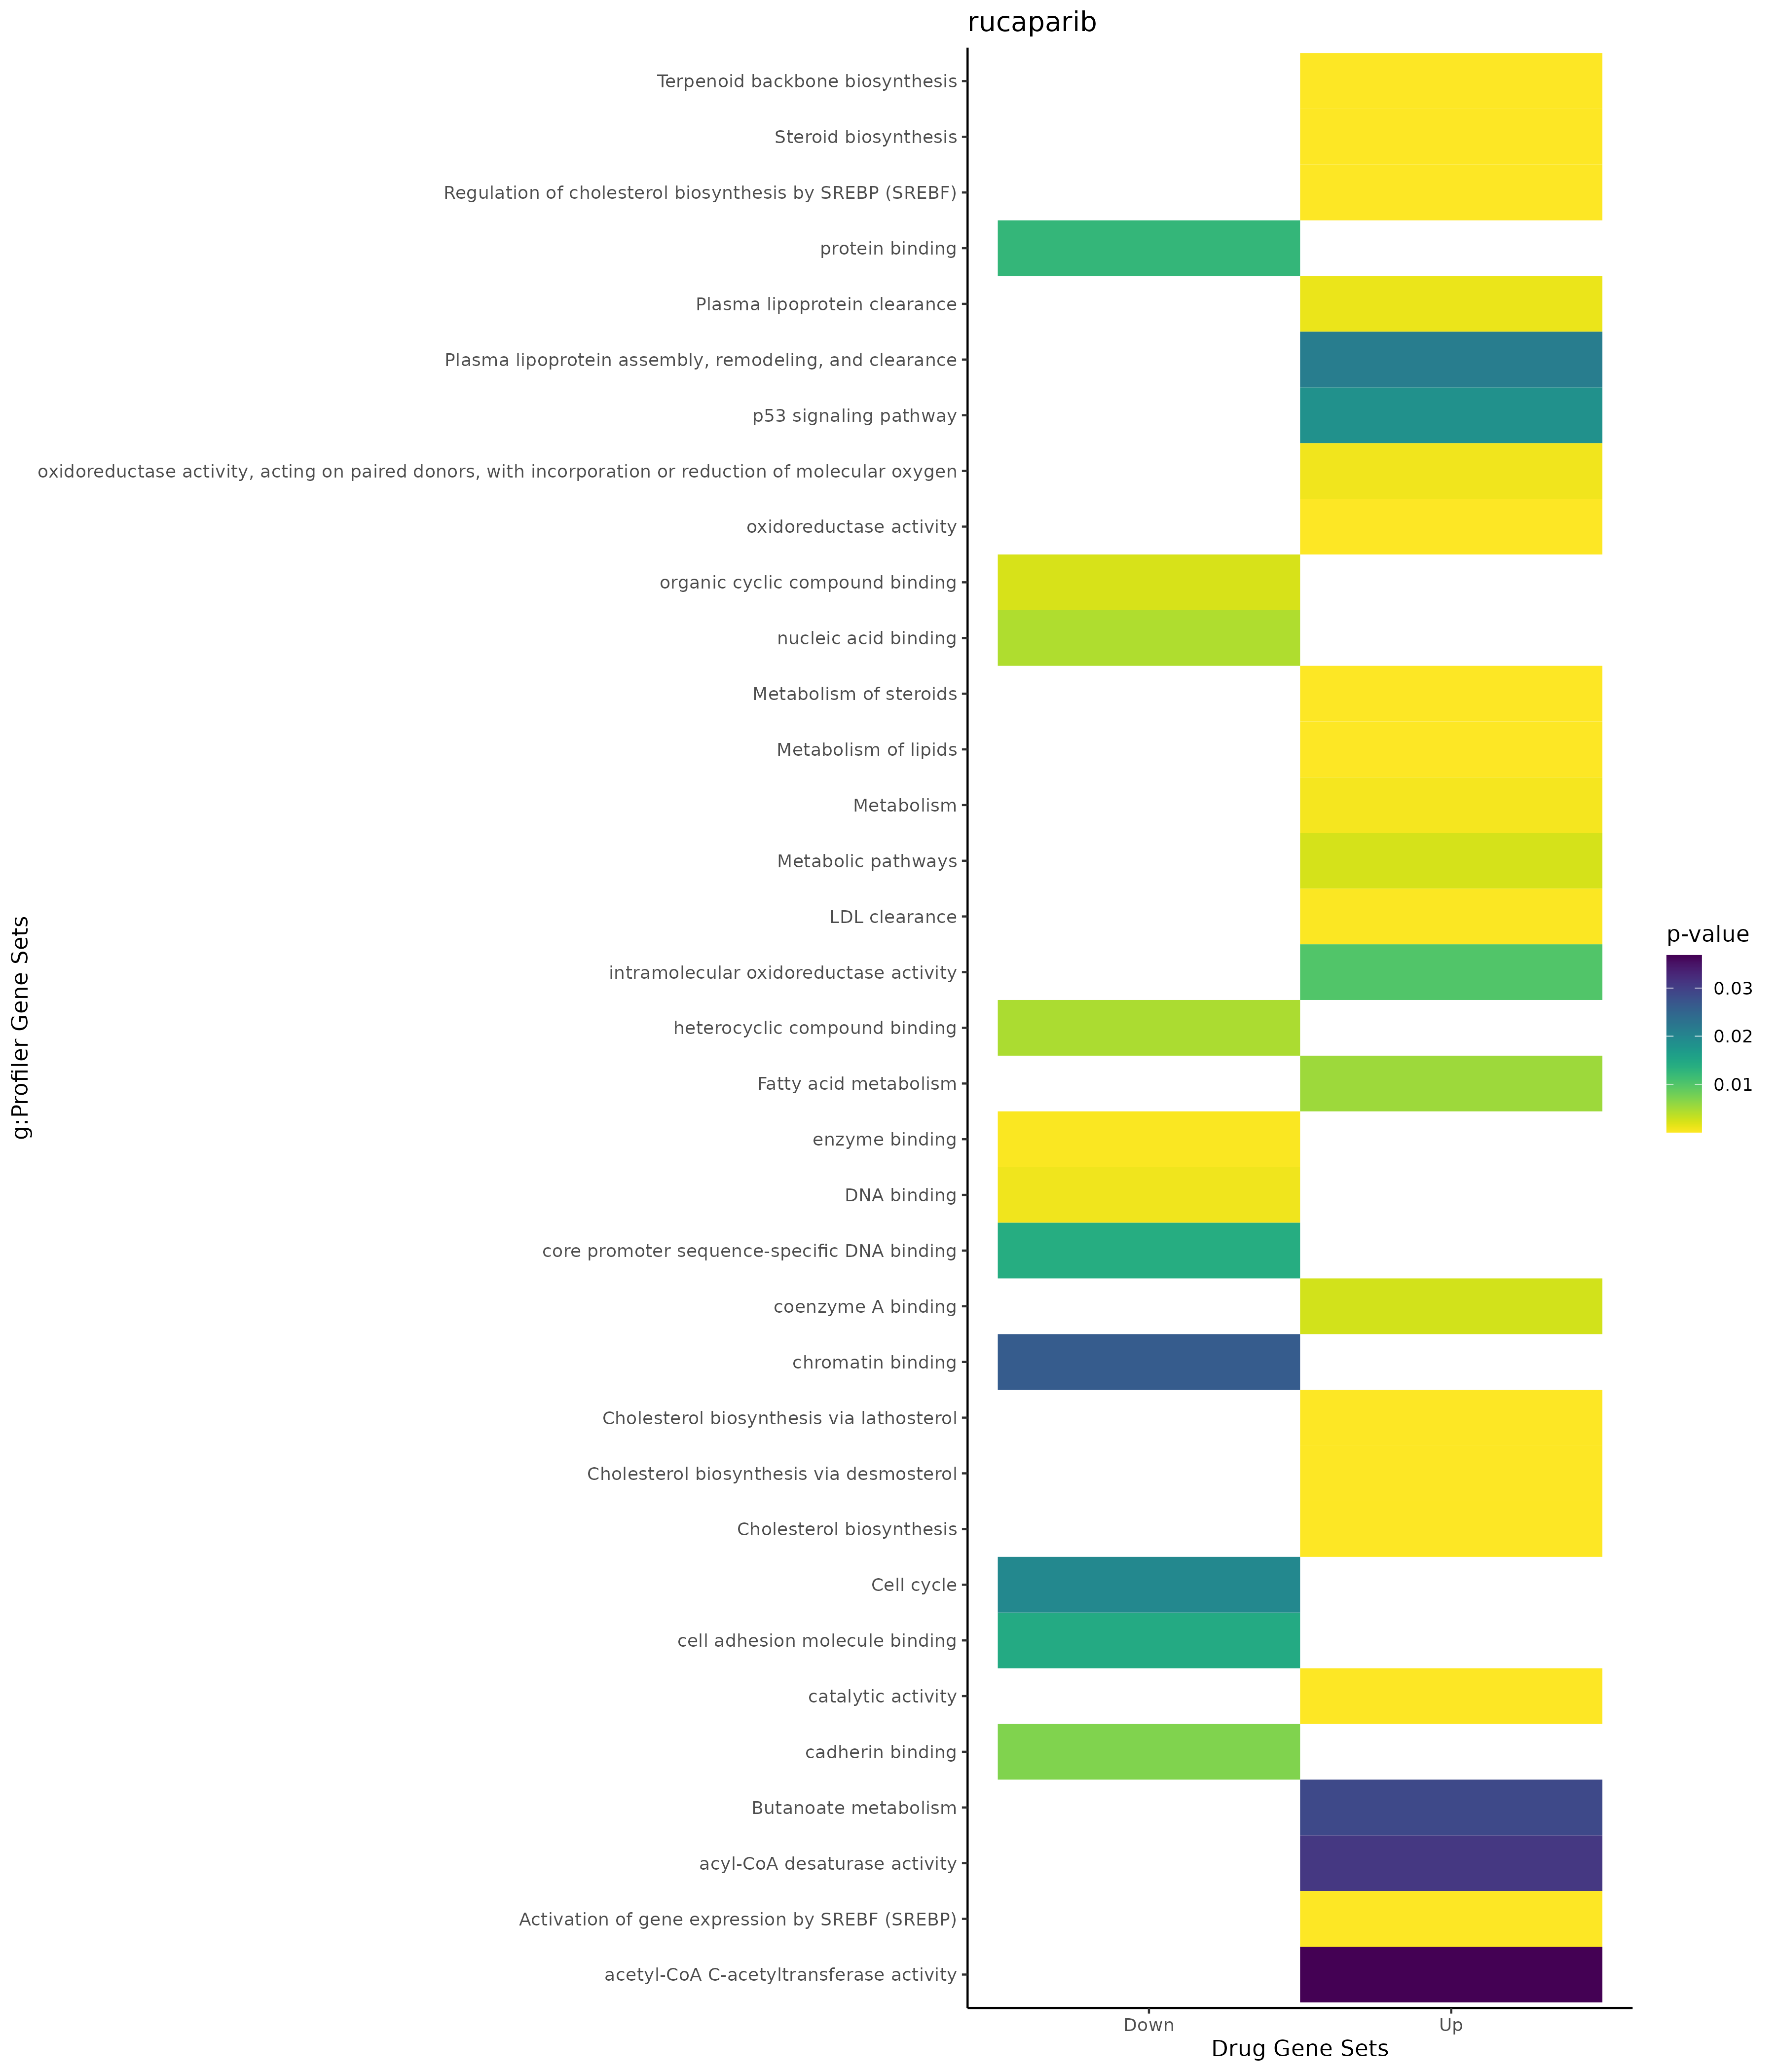 rucaparib
Terpenoid backbone biosynthesis
Steroid biosynthesis
Regulation of cholesterol biosynthesis by SREBP (SREBF)
protein binding
Plasma lipoprotein clearance
Plasma lipoprotein assembly, remodeling, and clearance
p53 signaling pathway
oxidoreductase activity, acting on paired donors, with incorporation or reduction of molecular oxygen
oxidoreductase activity
organic cyclic compound binding
nucleic acid binding
Metabolism of steroids
Metabolism of lipids
Metabolism
Metabolic pathways
LDL clearance
intramolecular oxidoreductase activity
heterocyclic compound binding
Fatty acid metabolism
enzyme binding
DNA binding
core promoter sequence-specific DNA binding
coenzyme A binding
chromatin binding
Cholesterol biosynthesis via lathosterol
Cholesterol biosynthesis via desmosterol
Cholesterol biosynthesis
Cell cycle
cell adhesion molecule binding
catalytic activity
cadherin binding
Butanoate metabolism
acyl-CoA desaturase activity
Activation of gene expression by SREBF (SREBP)
acetyl-CoA C-acetyltransferase activity
g:Profiler Gene Sets
Down
Up
Drug Gene Sets
p-value
0.03
0.02
0.01